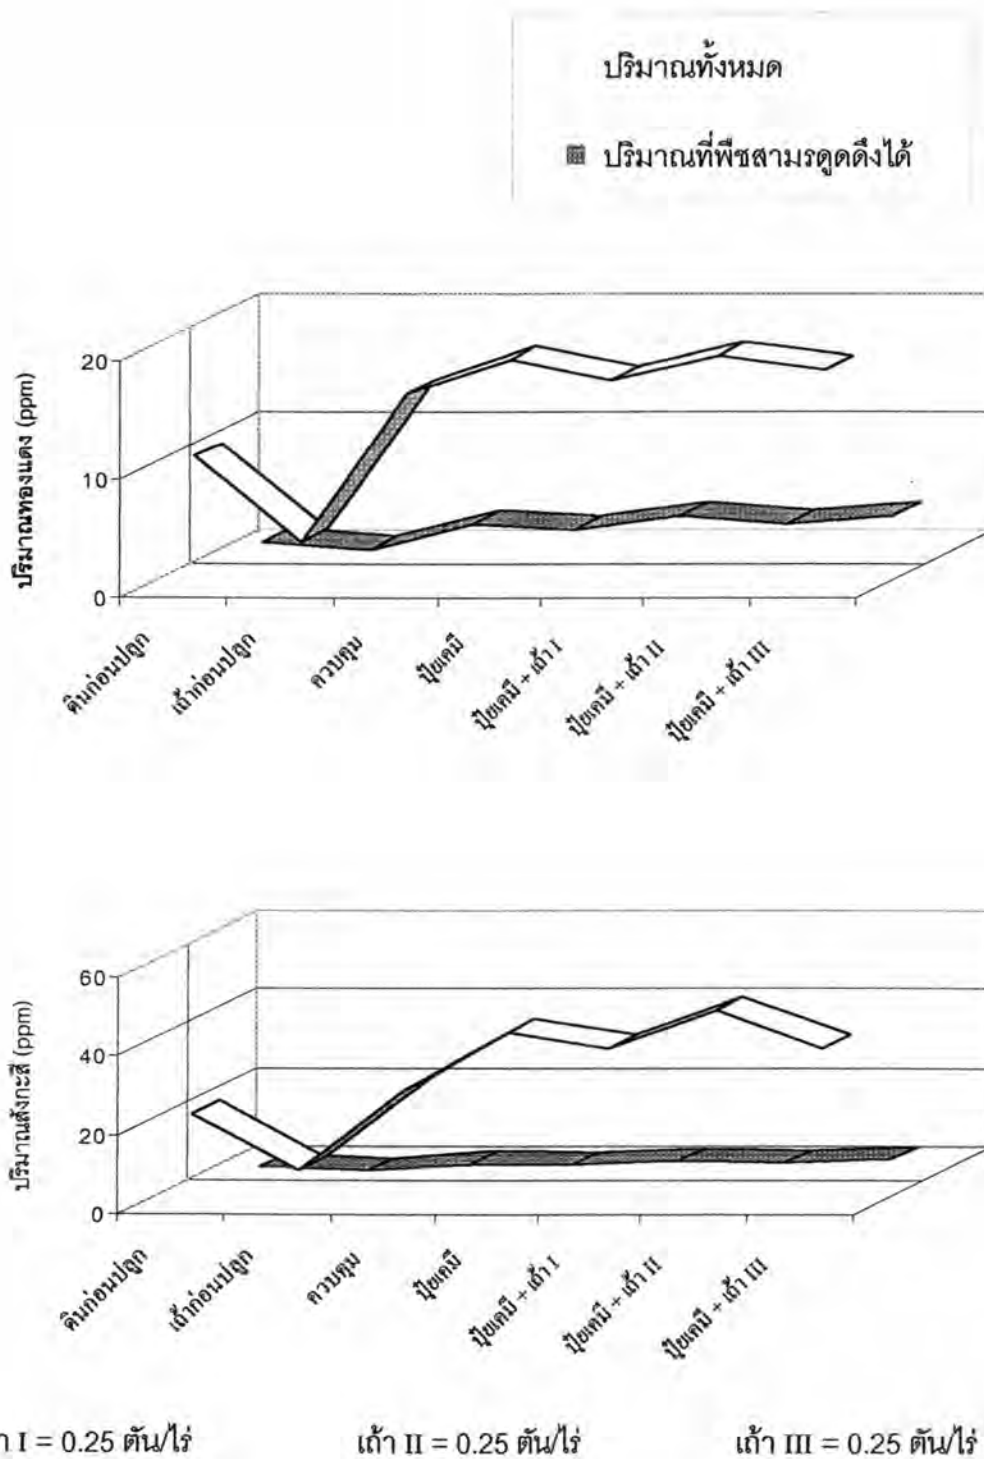 ปริมาณทั้งหมด
ปริมาณที่พืชสามรดูดดึงได้
ปริมาณทองแดง (ppm)
20
10
0
ดินก่อนปลูก
เถ้าก่อนปลูก
ควบคุม
ปุ๋ยเคมี
ปุ๋ยเคมี + เถ้า I
ปุ๋ยเคมี + เถ้า II
ปุ๋ยเคมี + เถ้า III
ปริมาณสังกะสี (ppm)
60
40
20
0
ดินก่อนปลูก
เถ้าก่อนปลูก
ควบคุม
ปุ๋ยเคมี
ปุ๋ยเคมี + เถ้า I
ปุ๋ยเคมี + เถ้า II
ปุ๋ยเคมี + เถ้า III
I = 0.25 ตัน/ไร่ เถ้า II = 0.25 ตัน/ไร่ เถ้า III = 0.25 ตัน/ไร่